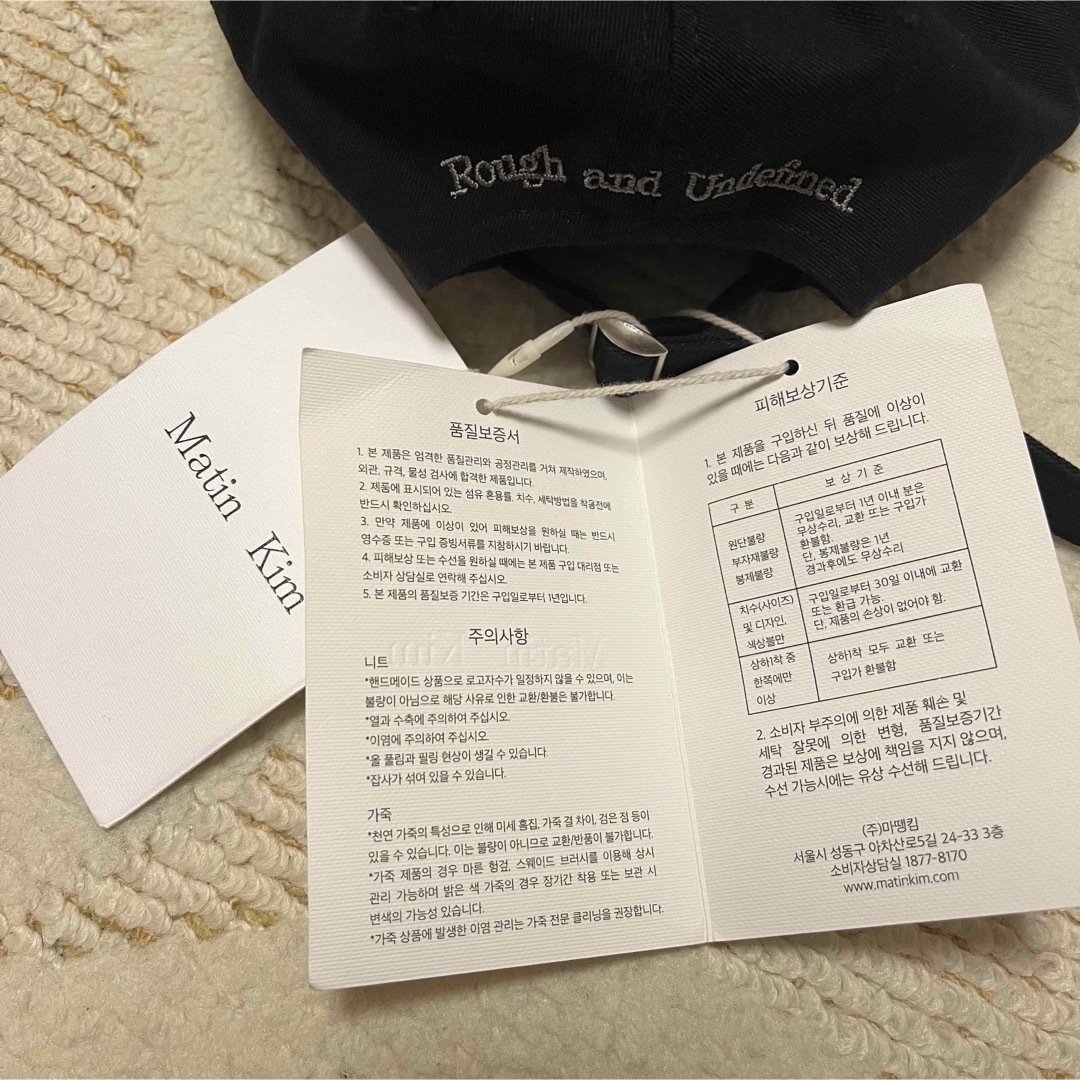 Rough and Undefined
Matin Kim
품질보증서
1. 본 제품은 엄격한 품질관리와 공정관리를 거쳐 제작하였으며,
외관, 규격, 물성 검사에 합격한 제품입니다.
2. 제품에 표시되어 있는 섬유 혼용률, 치수, 세탁방법을 착용전에
반드시 확인하십시오.
3. 만약 제품에 이상이 있어 피해보상을 원하실 때는 반드시
영수증 또는 구입 증빙서류를 지참하시기 바랍니다.
4. 피해보상 또는 수선을 원하실 때에는 본 제품 구입 대리점 또는
소비자 상담실로 연락해 주십시오.
5. 본 제품의 품질보증 기간은 구입일로부터 1년입니다.
주의사항
니트
*핸드메이드 상품으로 로고자수가 일정하지 않을 수 있으며, 이는
불량이 아님으로 해당 사유로 인한 교환/환불은 불가합니다.
*열과 수축에 주의하여 주십시오.
*이염에 주의하여 주십시오.
*올 풀림과 필링 현상이 생길 수 있습니다.
*잡사가 섞여 있을 수 있습니다.
가죽
*천연 가죽의 특성으로 인해 미세 흠집, 가죽 결 차이, 검은 점 등이
있을 수 있습니다. 이는 불량이 아니므로 교환/반품이 불가합니다.
*가죽 제품의 경우 마른 헝겊, 스웨이드 브러시를 이용해 상시
관리 가능하며 밝은 색 가죽의 경우 장기간 착용 또는 보관 시
변색의 가능성 있습니다.
*가죽 상품에 발생한 이염 관리는 가죽 전문 클리닝을 권장합니다.
피해보상기준
1. 본 제품을 구입하신 뒤 품질에 이상이
있을 때에는 다음과 같이 보상해 드립니다.
구 분
보 상 기 준
원단불량
부자재불량
봉제불량
구입일로부터 1년 이내 분은
무상수리, 교환 또는 구입가
환불함.
단, 봉제불량은 1년
경과후에도 무상수리
치수(사이즈)
및 디자인,
색상불만
구입일로부터 30일 이내에 교환
또는 환급 가능.
단, 제품의 손상이 없어야 함.
상하1착 중
한쪽에만
이상
상하1착 모두 교환 또는
구입가 환불함
2. 소비자 부주의에 의한 제품 훼손 및
세탁 잘못에 의한 변형, 품질보증기간
경과된 제품은 보상에 책임을 지지 않으며,
수선 가능시에는 유상 수선해 드립니다.
(주)마뗑킴
서울시 성동구 아차산로5길 24-33 3층
소비자상담실 1877-8170
www.matinkim.com